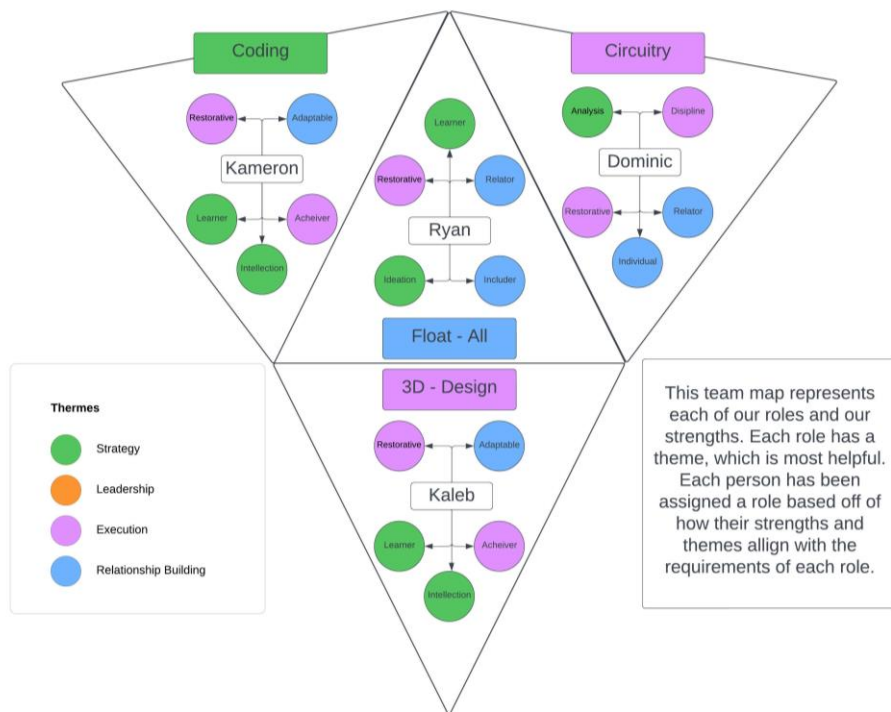 Coding
Restorative
Adaptable
Kameron
Learner
Acheiver
Intellection
Learner
Restorative
Relator
Ryan
Ideation
Includer
Float - All
Circuitry
Analysis
Disipline
Dominic
Restorative
Relator
Individual
3D - Design
Restorative
Adaptable
Kaleb
Learner
Acheiver
Intellection
Thermes
Strategy
Leadership
Execution
Relationship Building
This team map represents
each of our roles and our
strengths. Each role has a
theme, which is most helpful.
Each person has been
assigned a role based off of
how their strengths and
themes allign with the
requirements of each role.